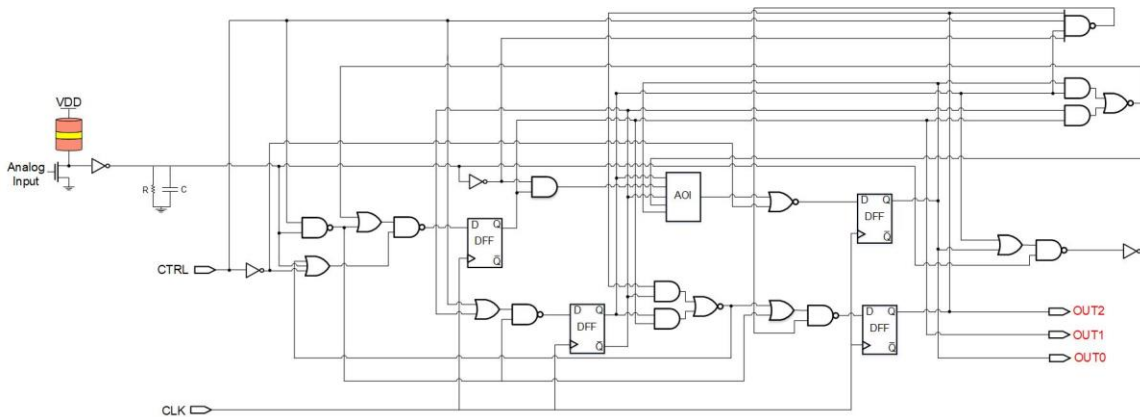 VDD
Analog
Input
R
C
AOI
D Q
DFF
Q
D Q
DFF
Q
CTRL
D Q
DFF
Q
D Q
DFF
Q
OUT2
OUT1
OUT0
CLK